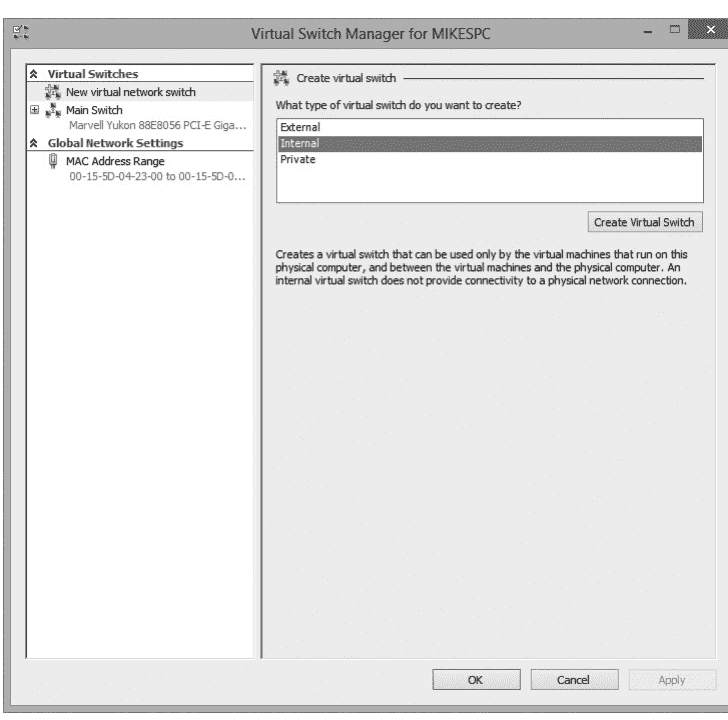 Virtual Switch Manager for MIKESPC
Virtual Switches
New virtual network switch
Main Switch
Marvell Yukon 88E8056 PCI-E Giga...
Global Network Settings
MAC Address Range
00-15-5D-04-23-00 to 00-15-5D-0...
Create virtual switch
What type of virtual switch do you want to create?
External
Internal
Private
Create Virtual Switch
Creates a virtual switch that can be used only by the virtual machines that run on this
physical computer, and between the virtual machines and the physical computer. An
internal virtual switch does not provide connectivity to a physical network connection.
OK
Cancel
Apply